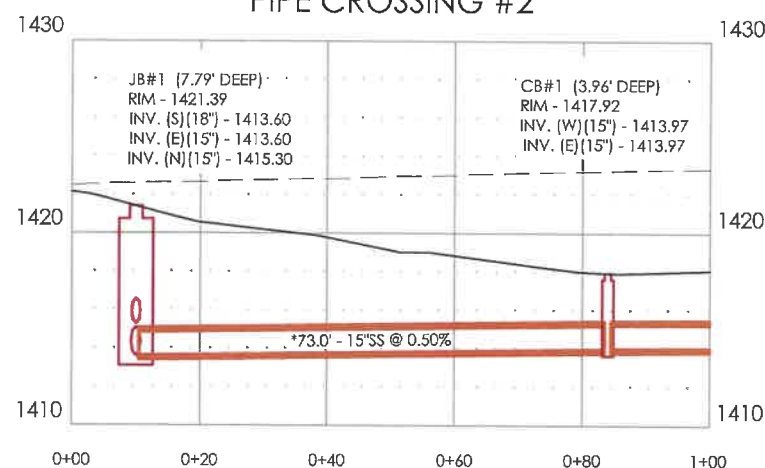 PIPE CROSSING #2
1430
1430
JB#1 (7.79' DEEP)
RIM - 1421.39
INV. (S)(18") - 1413.60
INV. (E)(15") - 1413.60
INV. (N)(15") - 1415.30
CB#1 (3.96' DEEP)
RIM - 1417.92
INV. (W)(15") - 1413.97
INV. (E)(15") - 1413.97
1420
1420
*73.0' - 15"SS @ 0.50%
1410
1410
0+00
0+20
0+40
0+60
0+80
1+00